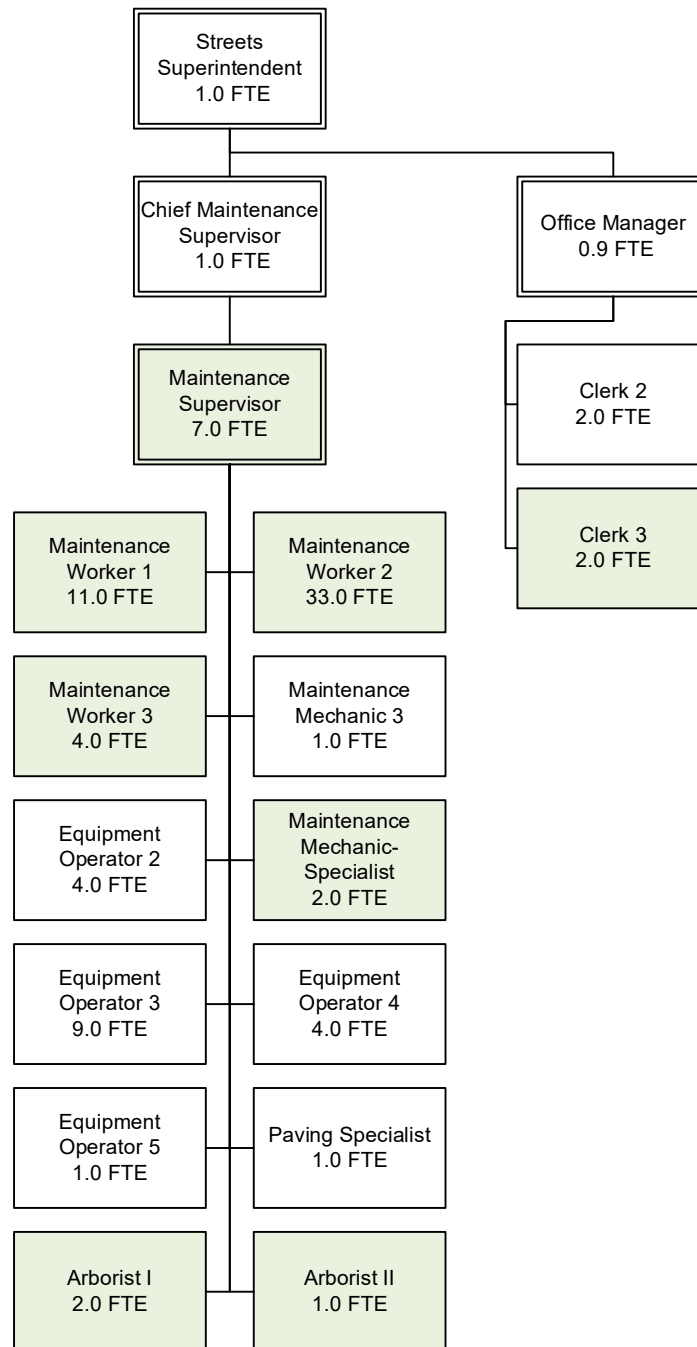 Streets
Superintendent
1.0 FTE
Chief Maintenance
Supervisor
1.0 FTE
Office Manager
0.9 FTE
Maintenance
Supervisor
7.0 FTE
Clerk 2
2.0 FTE
Clerk 3
2.0 FTE
Maintenance
Worker 1
11.0 FTE
Maintenance
Worker 2
33.0 FTE
Maintenance
Worker 3
4.0 FTE
Maintenance
Mechanic 3
1.0 FTE
Equipment
Operator 2
4.0 FTE
Maintenance
Mechanic-
Specialist
2.0 FTE
Equipment
Operator 3
9.0 FTE
Equipment
Operator 4
4.0 FTE
Equipment
Operator 5
1.0 FTE
Paving Specialist
1.0 FTE
Arborist I
2.0 FTE
Arborist II
1.0 FTE